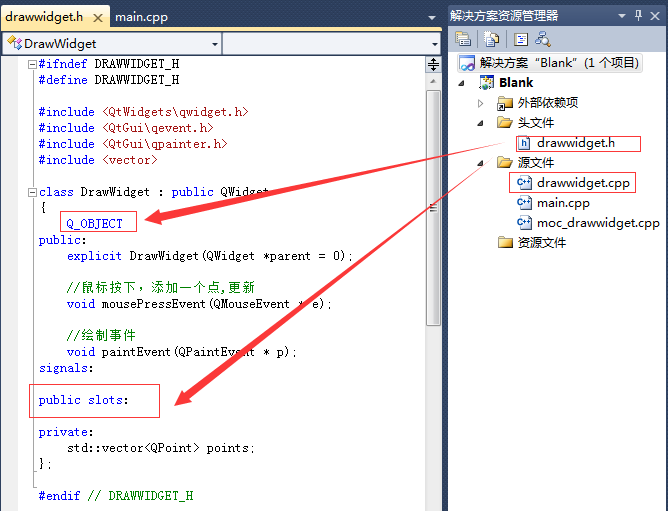 drawwidget.h
main.cpp
DrawWidget
#ifndef DRAWWIDGET_H
#define DRAWWIDGET_H
#include <QtWidgets\qwidget.h>
#include <QtGui\qevent.h>
#include <QtGui\qpainter.h>
#include <vector>
class DrawWidget : public QWidget
{
Q_OBJECT
public:
explicit DrawWidget(QWidget *parent = 0);
//鼠标按下，添加一个点,更新
void mousePressEvent(QMouseEvent * e);
//绘制事件
void paintEvent(QPaintEvent * p);
signals:
public slots:
private:
std::vector<QPoint> points;
};
#endif // DRAWWIDGET_H
解决方案资源管理器
解决方案“Blank”(1 个项目)
Blank
外部依赖项
头文件
drawwidget.h
源文件
drawwidget.cpp
main.cpp
moc_drawwidget.cpp
资源文件